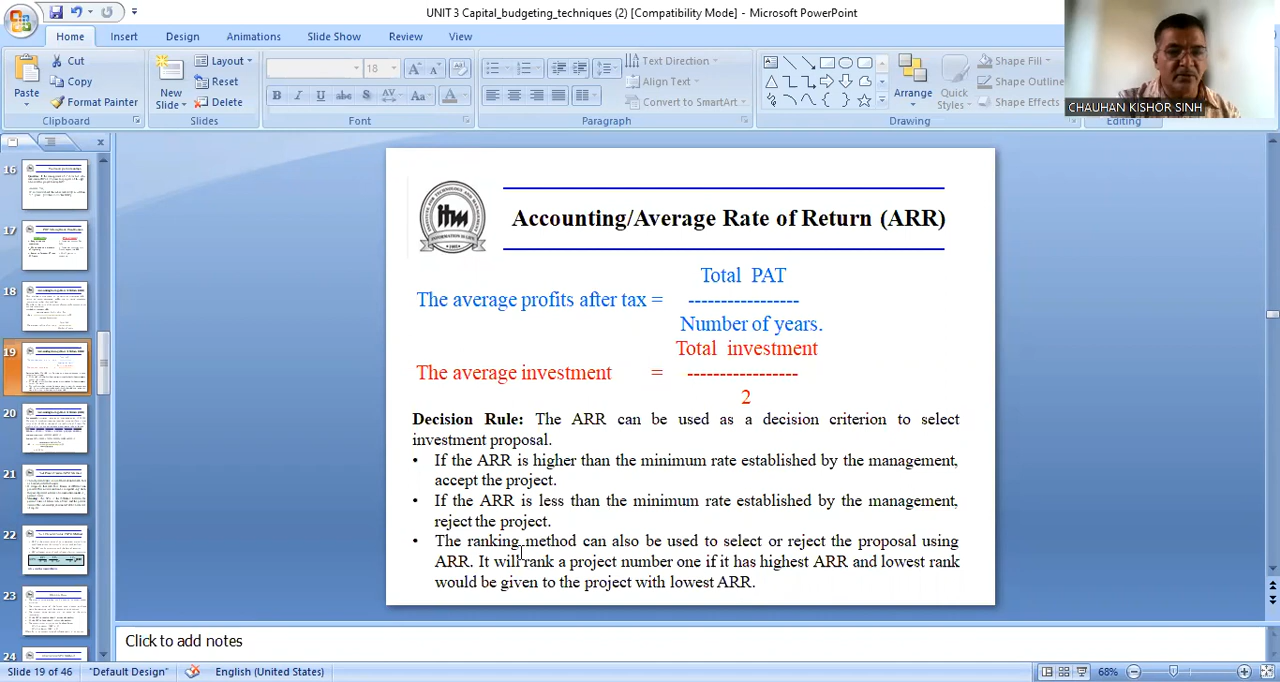 UNIT 3 Capital_budgeting_techniques (2) [Compatibility Mode] - Microsoft PowerPoint
Home Insert Design Animations Slide Show Review View
Paste
Cut
Copy
Format Painter
Clipboard
New Slide
Layout
Reset
Delete
Slides
18
B I U abc S AV Aa A
Font
Text Direction
Align Text
Convert to SmartArt
Paragraph
Arrange
Quick Styles
Shape Fill
Shape Outline
Shape Effects
Drawing
Editing
CHAUHAN KISHOR SINH
16
17
18
19
20
21
22
23
24
itm
Accounting/Average Rate of Return (ARR)
Total PAT
The average profits after tax = -----------------
Number of years.
Total investment
The average investment = -----------------
2
Decision Rule: The ARR can be used as a decision criterion to select
investment proposal.
• If the ARR is higher than the minimum rate established by the management,
accept the project.
• If the ARR is less than the minimum rate established by the management,
reject the project.
• The ranking method can also be used to select or reject the proposal using
ARR. It will rank a project number one if it has highest ARR and lowest rank
would be given to the project with lowest ARR.
Click to add notes
Slide 19 of 46 "Default Design" English (United States) 68%